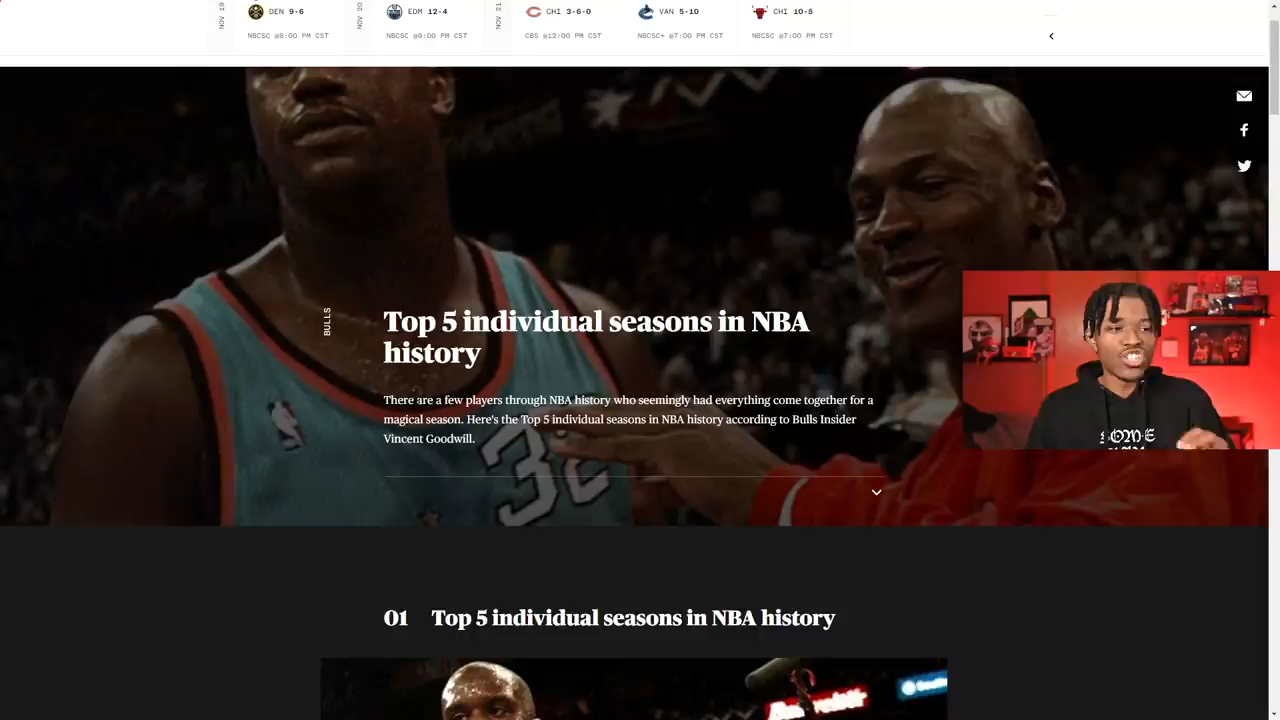 NOV 19
DEN 9-6
NBCSC @8:00 PM CST
NOV 20
EDM 12-4
NBCSC @9:00 PM CST
NOV 21
CHI 3-6-0
CBS @12:00 PM CST
VAN 5-10
NBCSC+ @7:00 PM CST
CHI 10-5
NBCSC @7:00 PM CST
BULLS
Top 5 individual seasons in NBA
history
There are a few players through NBA history who seemingly had everything come together for a
magical season. Here's the Top 5 individual seasons in NBA history according to Bulls Insider
Vincent Goodwill.
32
01 Top 5 individual seasons in NBA history